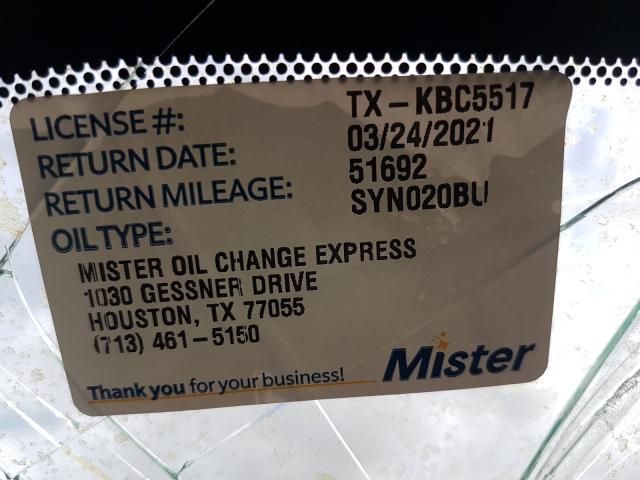 LICENSE #: TX-KBC5517
RETURN DATE: 03/24/2021
RETURN MILEAGE: 51692
OIL TYPE: SYN020BU
MISTER OIL CHANGE EXPRESS
1030 GESSNER DRIVE
HOUSTON, TX 77055
(713) 461-5150
Thank you for your business!
Mister